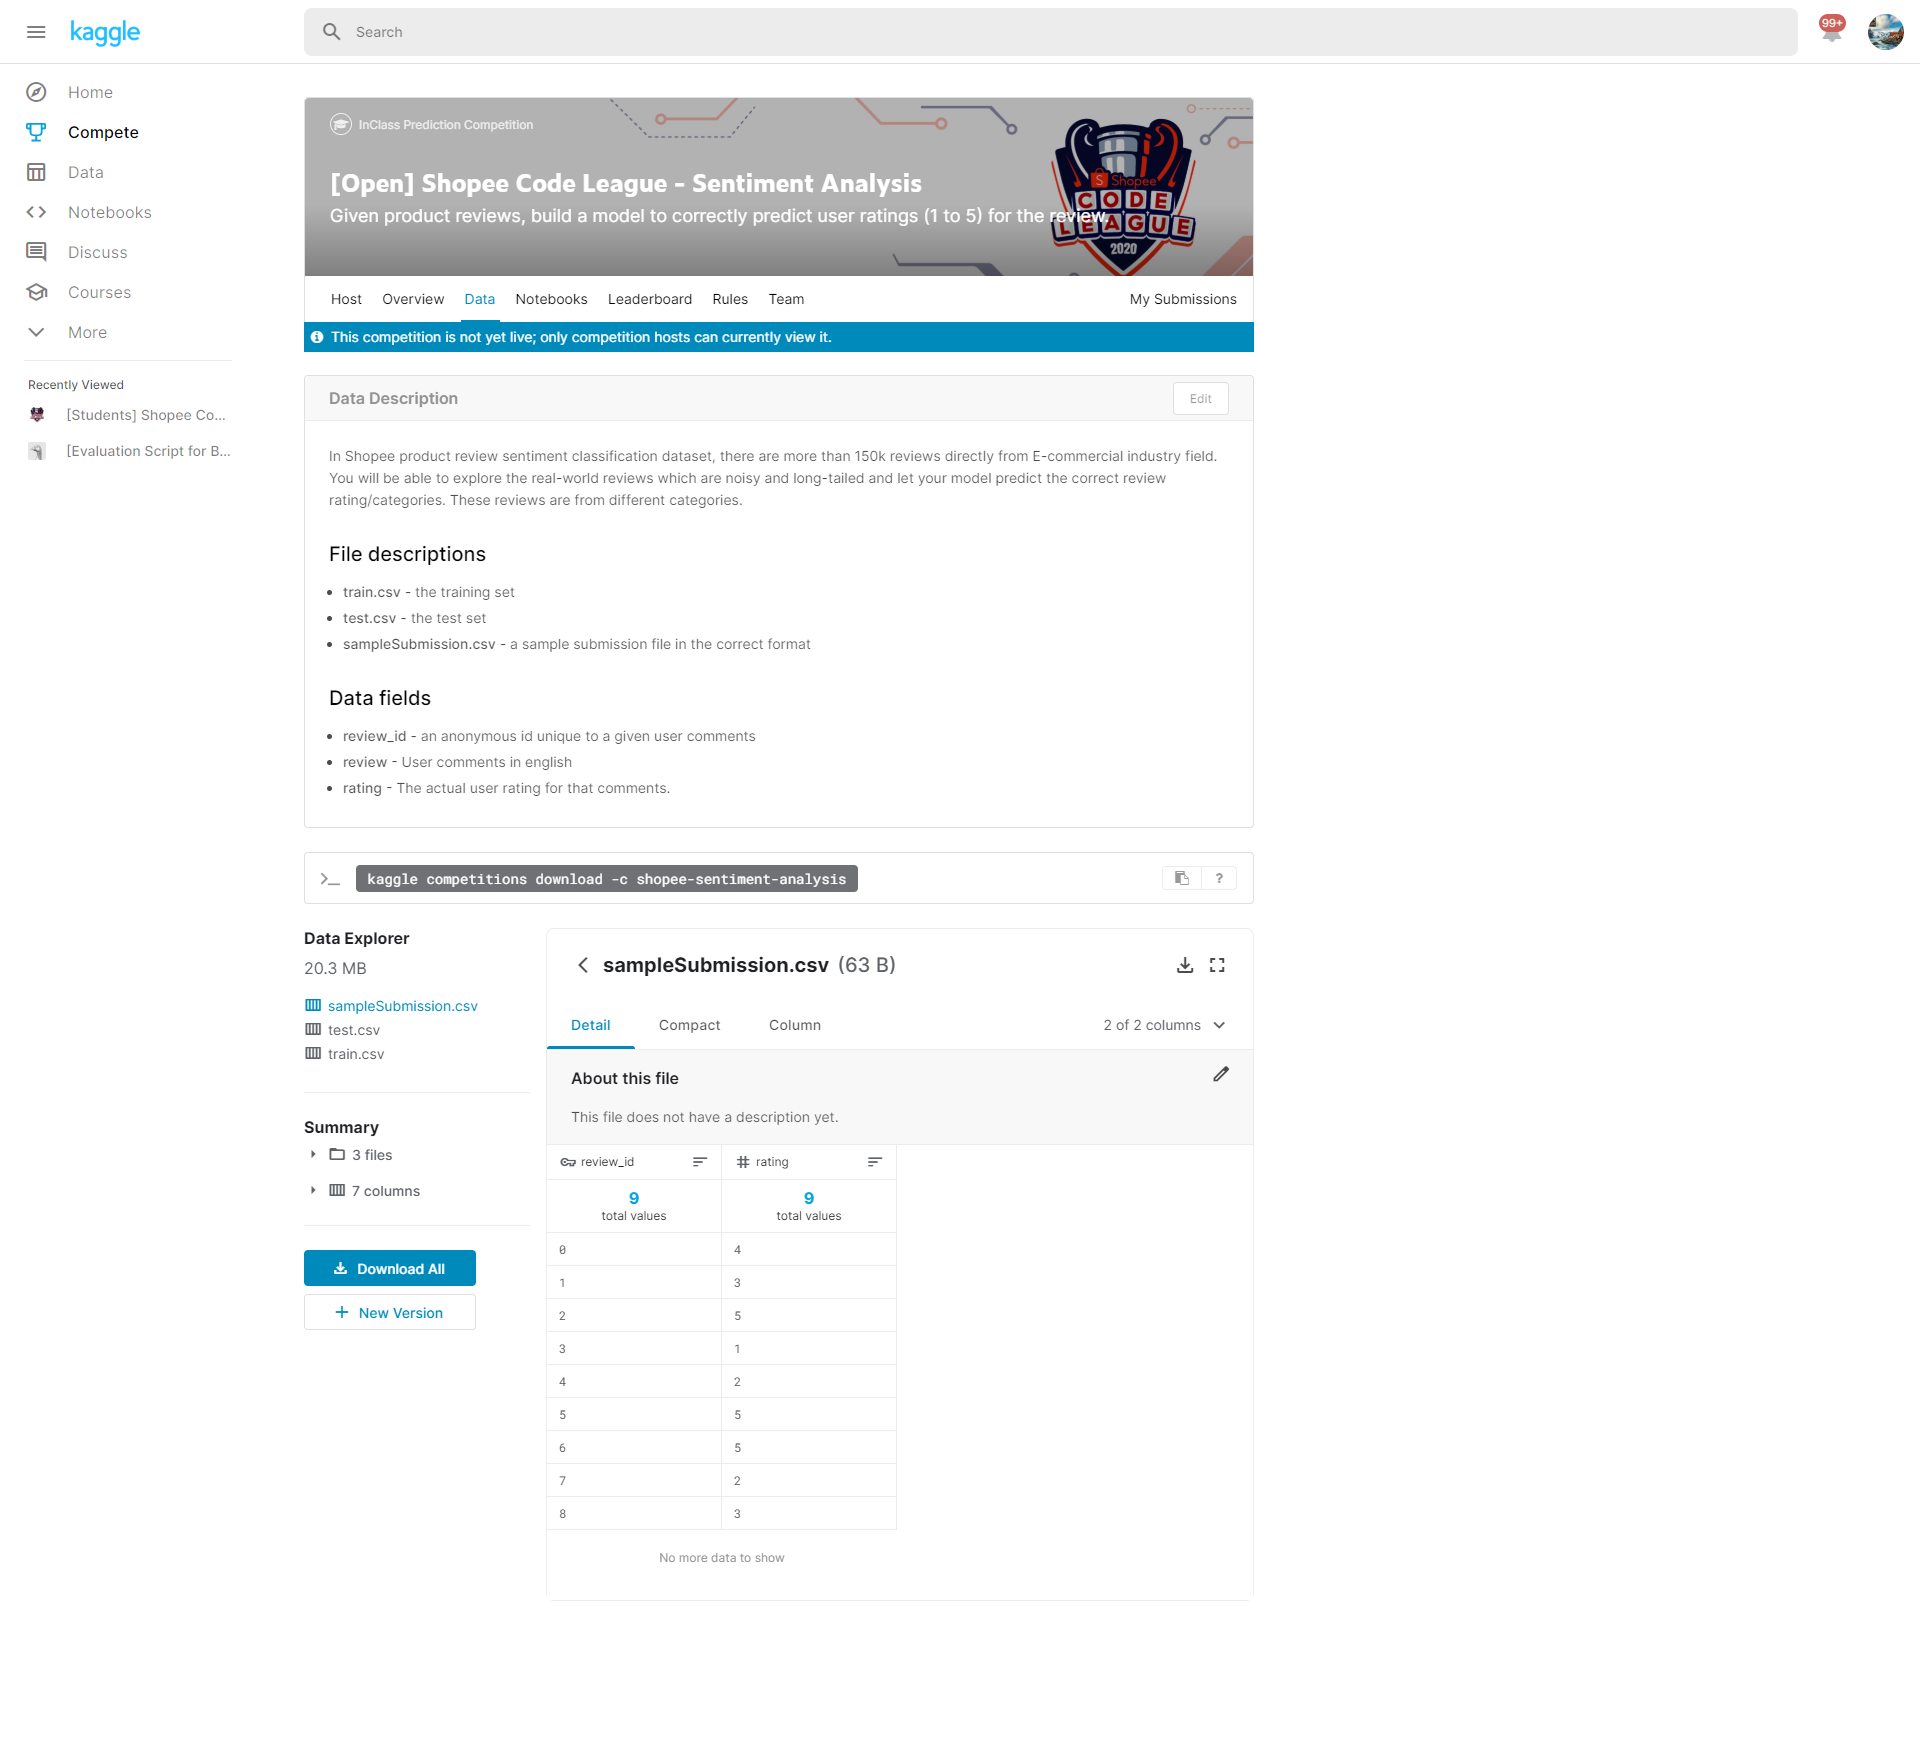 kaggle
Search
99+
Home
Compete
Data
Notebooks
Discuss
Courses
More
Recently Viewed
[Students] Shopee Co...
[Evaluation Script for B...
InClass Prediction Competition
[Open] Shopee Code League - Sentiment Analysis
Given product reviews, build a model to correctly predict user ratings (1 to 5) for the review.
S Shopee
CODE
LEAGUE
2020
Host Overview Data Notebooks Leaderboard Rules Team My Submissions
This competition is not yet live; only competition hosts can currently view it.
Data Description Edit
In Shopee product review sentiment classification dataset, there are more than 150k reviews directly from E-commercial industry field.
You will be able to explore the real-world reviews which are noisy and long-tailed and let your model predict the correct review
rating/categories. These reviews are from different categories.
File descriptions
• train.csv - the training set
• test.csv - the test set
• sampleSubmission.csv - a sample submission file in the correct format
Data fields
• review_id - an anonymous id unique to a given user comments
• review - User comments in english
• rating - The actual user rating for that comments.
>_ kaggle competitions download -c shopee-sentiment-analysis ?
Data Explorer
20.3 MB
sampleSubmission.csv
test.csv
train.csv
Summary
3 files
7 columns
Download All
+ New Version
sampleSubmission.csv (63 B)
Detail Compact Column 2 of 2 columns
About this file
This file does not have a description yet.
review_id # rating
9 9
total values total values
0 4
1 3
2 5
3 1
4 2
5 5
6 5
7 2
8 3
No more data to show